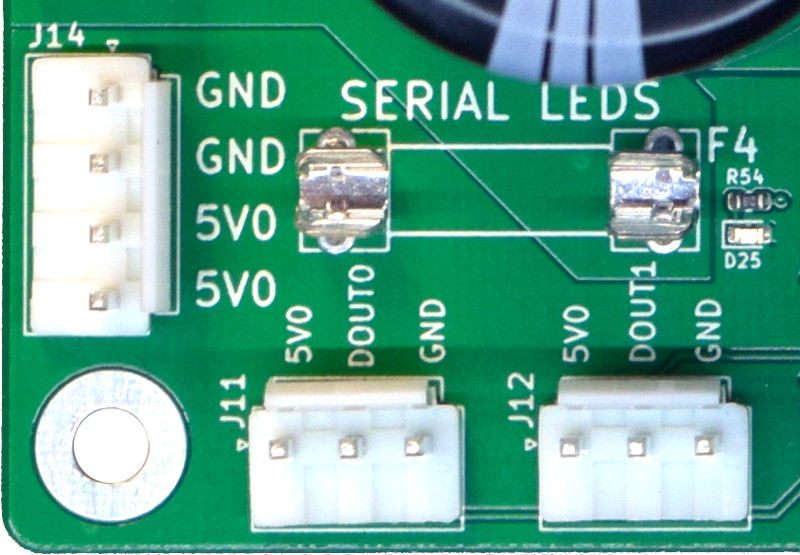 J14
GND
GND
5V0
5V0
SERIAL LEDS
F4
R54
D25
5V0
DOUT0
GND
J11
5V0
DOUT1
GND
J12